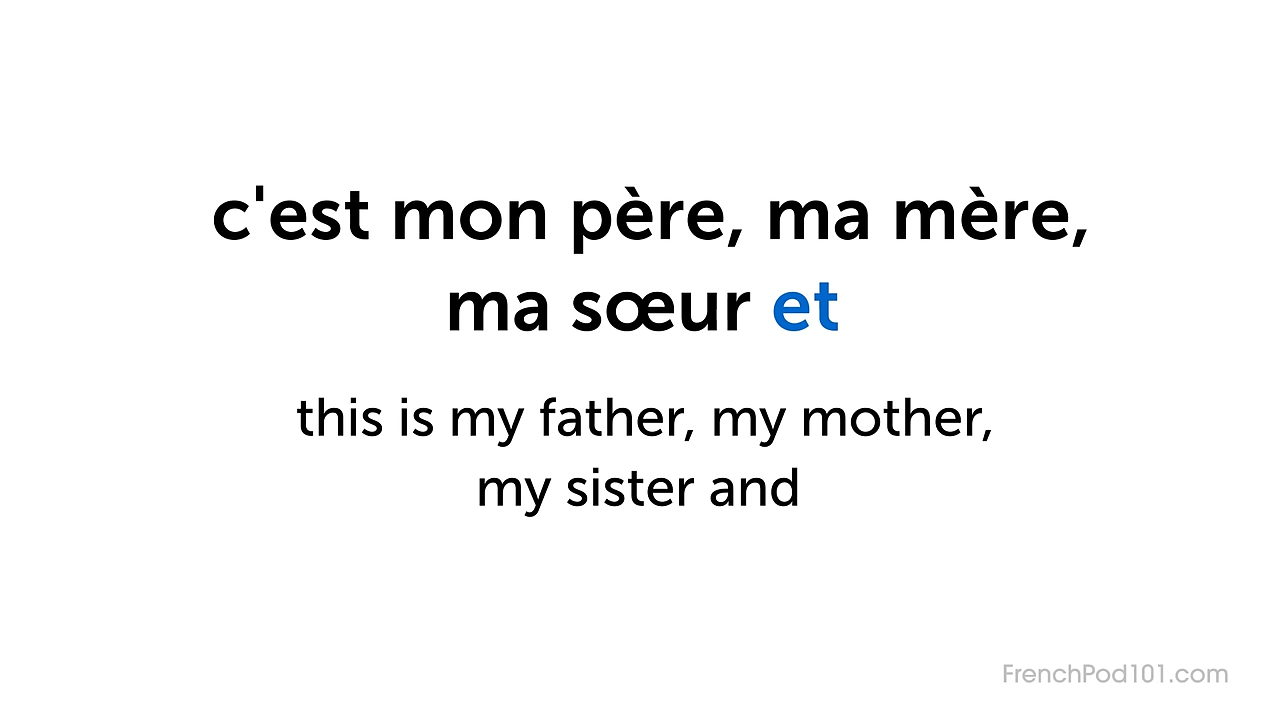 c'est mon père, ma mère,
ma sœur et
this is my father, my mother,
my sister and
FrenchPod101.com